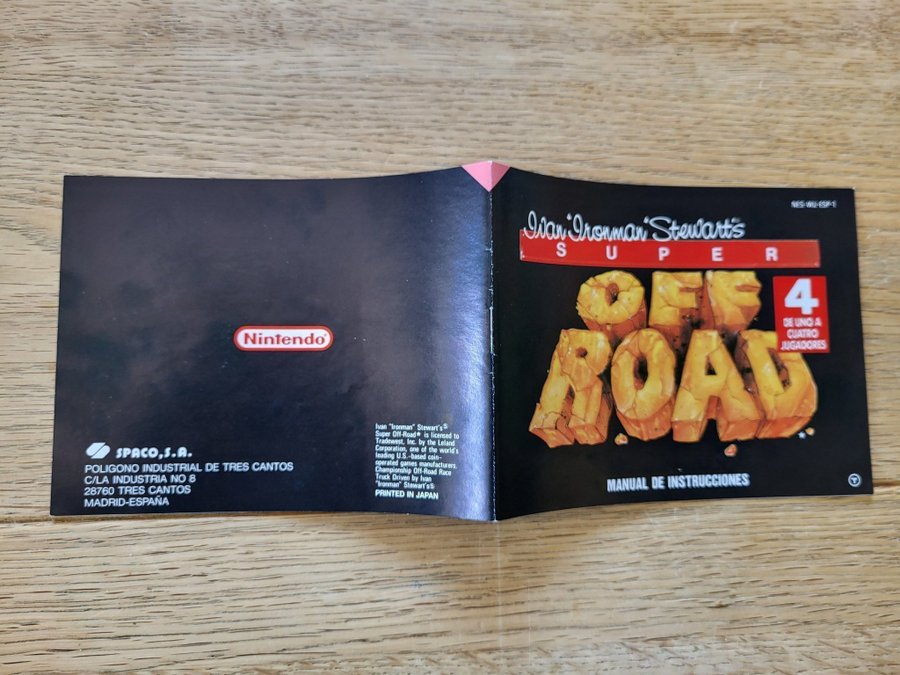 Nintendo
SPACO, S.A.
POLIGONO INDUSTRIAL DE TRES CANTOS
C/LA INDUSTRIA NO 8
28760 TRES CANTOS
MADRID-ESPAÑA
Ivan "Ironman" Stewart's
Super Off-Road® is licensed to
Tradewest, Inc. by the Leland
Corporation, one of the world's
leading U.S.-based coin-
operated games manufacturers.
Championship Off-Road Race
Truck Driven by Ivan
"Ironman" Stewart's
PRINTED IN JAPAN
NES-WU-ESP-1
Ivan "Ironman" Stewart's
SUPER
OFF
ROAD
4
DE UNO A
CUATRO
JUGADORES
MANUAL DE INSTRUCCIONES